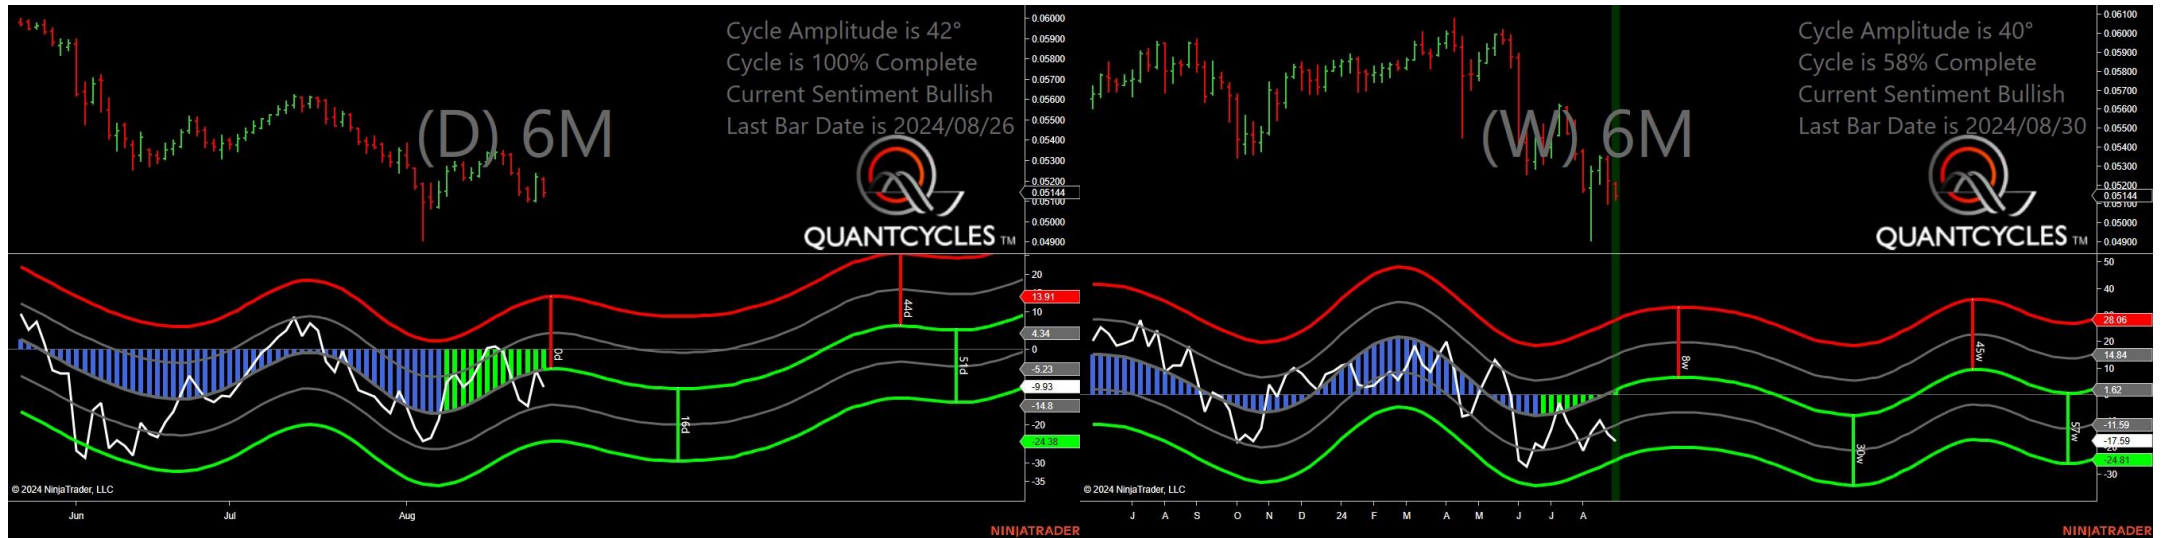 Cycle Amplitude is 42°
Cycle is 100% Complete
Current Sentiment Bullish
Last Bar Date is 2024/08/26
(D) 6M
QUANTCYCLES TM
0.06000
0.05900
0.05800
0.05700
0.05600
0.05500
0.05400
0.05300
0.05200
0.05144
0.05100
0.05000
0.04900
20
13.91
10
4.34
0
-5.23
-9.93
-14.8
-20
-24.38
-30
-35
0d
16d
44d
51d
© 2024 NinjaTrader, LLC
Jun Jul Aug
NINJATRADER
Cycle Amplitude is 40°
Cycle is 58% Complete
Current Sentiment Bullish
Last Bar Date is 2024/08/30
(W) 6M
QUANTCYCLES TM
0.06100
0.06000
0.05900
0.05800
0.05700
0.05600
0.05500
0.05400
0.05300
0.05200
0.05144
0.05100
0.05000
0.04900
50
40
28.06
20
14.84
10
1.62
-11.59
-17.59
-24.81
-30
8w
30w
45w
57w
© 2024 NinjaTrader, LLC
J A S O N D 24 F M A M J J A
NINJATRADER